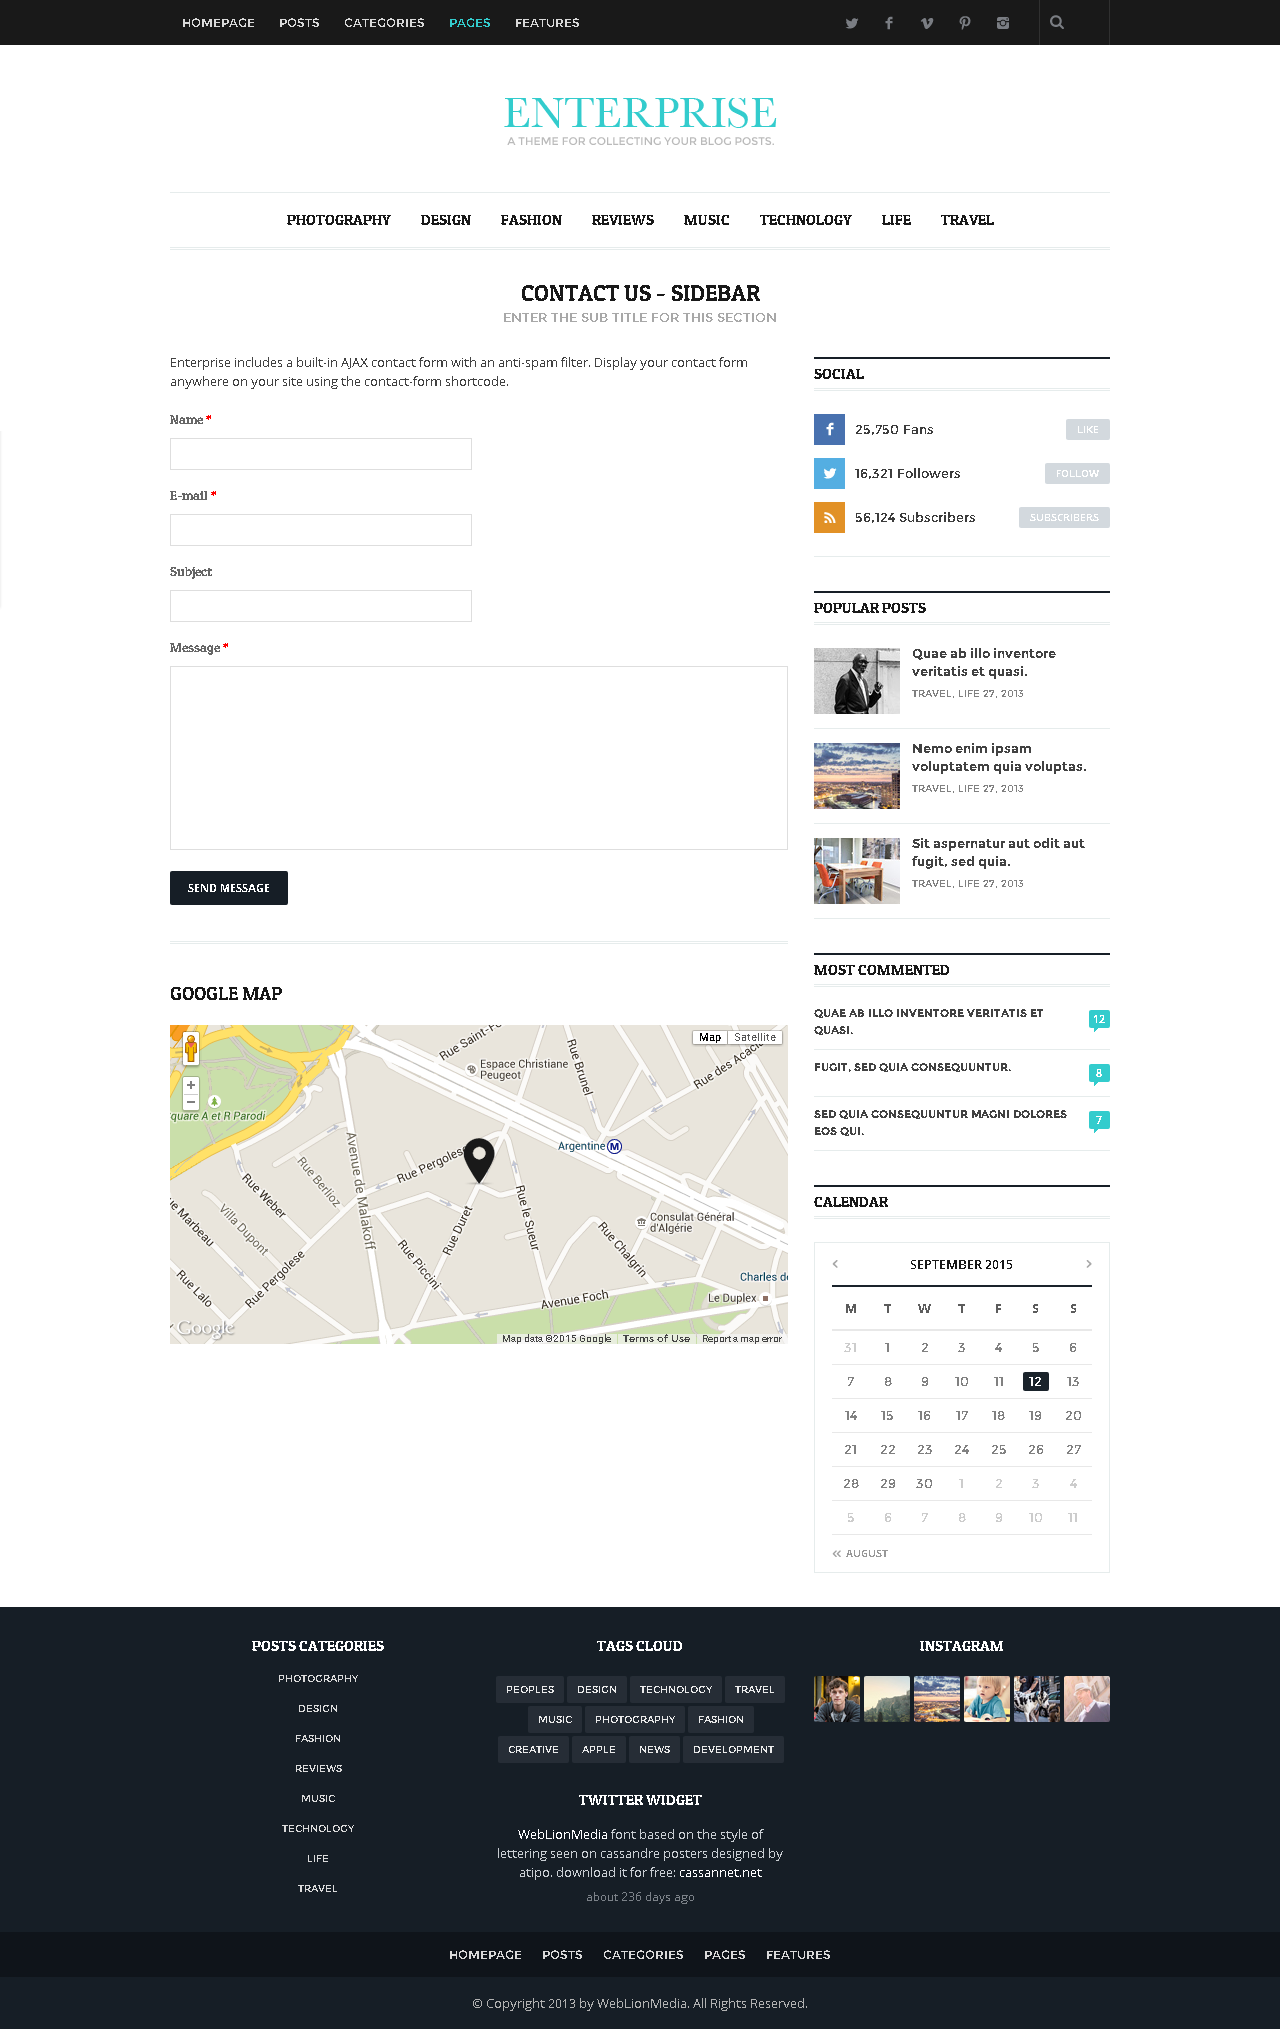 HOMEPAGE POSTS CATEGORIES PAGES FEATURES
ENTERPRISE
A THEME FOR COLLECTING YOUR BLOG POSTS.
PHOTOGRAPHY DESIGN FASHION REVIEWS MUSIC TECHNOLOGY LIFE TRAVEL
CONTACT US - SIDEBAR
ENTER THE SUB TITLE FOR THIS SECTION
Enterprise includes a built-in AJAX contact form with an anti-spam filter. Display your contact form
anywhere on your site using the contact-form shortcode.
Name *
E-mail *
Subject
Message *
SEND MESSAGE
GOOGLE MAP
Rue Saint-F
Map Satellite
Espace Christiane
Peugeot
Rue Brunel
Rue des Acac
quare A et R Parodi
Argentine M
Avenue de Malakoff
Rue Pergolese
Rue Berlioz
Rue Weber
Villa Dupont
Rue Marbeau
Rue Lalo
Rue Pergolese
Rue Piccini
Rue Duret
Rue le Sueur
Consulat Général
d'Algérie
Rue Chalgrin
Charles d
Avenue Foch
Le Duplex
Google
Map data ©2015 Google Terms of Use Report a map error
SOCIAL
25,750 Fans LIKE
16,321 Followers FOLLOW
56,124 Subscribers SUBSCRIBERS
POPULAR POSTS
Quae ab illo inventore
veritatis et quasi.
TRAVEL, LIFE 27, 2013
Nemo enim ipsam
voluptatem quia voluptas.
TRAVEL, LIFE 27, 2013
Sit aspernatur aut odit aut
fugit, sed quia.
TRAVEL, LIFE 27, 2013
MOST COMMENTED
QUAE AB ILLO INVENTORE VERITATIS ET
QUASI.
12
FUGIT, SED QUIA CONSEQUUNTUR.
8
SED QUIA CONSEQUUNTUR MAGNI DOLORES
EOS QUI.
7
CALENDAR
SEPTEMBER 2015
M T W T F S S
31 1 2 3 4 5 6
7 8 9 10 11 12 13
14 15 16 17 18 19 20
21 22 23 24 25 26 27
28 29 30 1 2 3 4
5 6 7 8 9 10 11
« AUGUST
POSTS CATEGORIES
PHOTOGRAPHY
DESIGN
FASHION
REVIEWS
MUSIC
TECHNOLOGY
LIFE
TRAVEL
TAGS CLOUD
PEOPLES DESIGN TECHNOLOGY TRAVEL
MUSIC PHOTOGRAPHY FASHION
CREATIVE APPLE NEWS DEVELOPMENT
TWITTER WIDGET
WebLionMedia font based on the style of
lettering seen on cassandre posters designed by
atipo. download it for free: cassannet.net
about 236 days ago
INSTAGRAM
HOMEPAGE POSTS CATEGORIES PAGES FEATURES
© Copyright 2013 by WebLionMedia. All Rights Reserved.